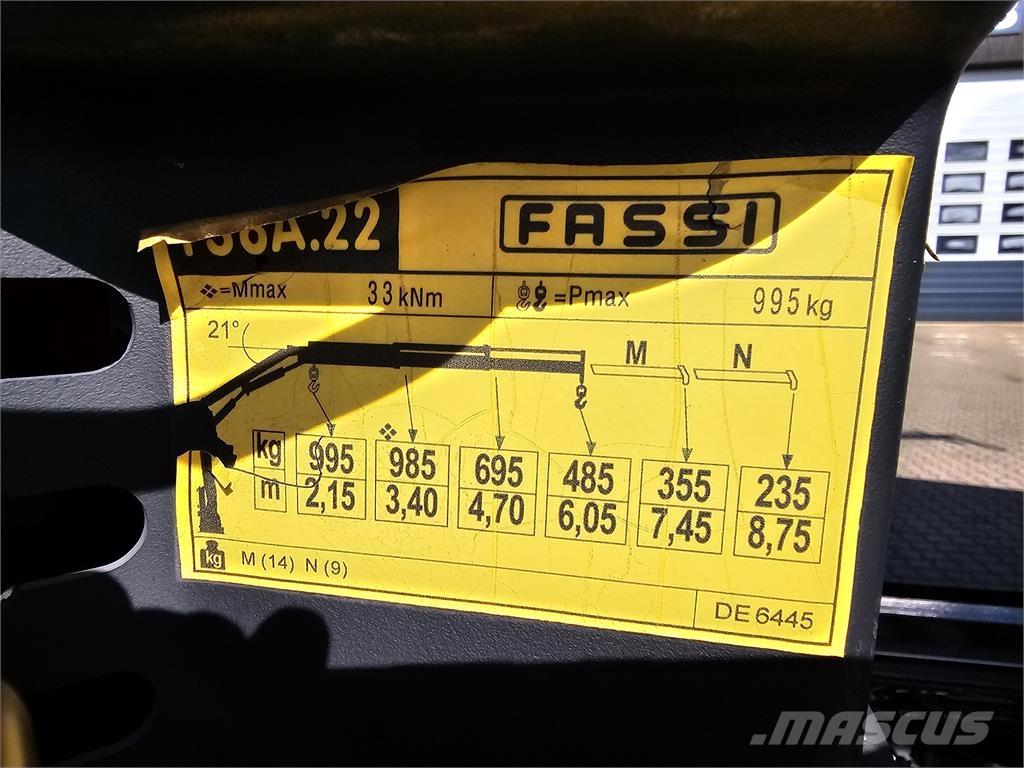 F36A.22 FASSI
=Mmax 33 kNm =Pmax 995 kg
21° M N
kg 995 985 695 485 355 235
m 2,15 3,40 4,70 6,05 7,45 8,75
kg M (14) N (9)
DE 6445
MASCUS